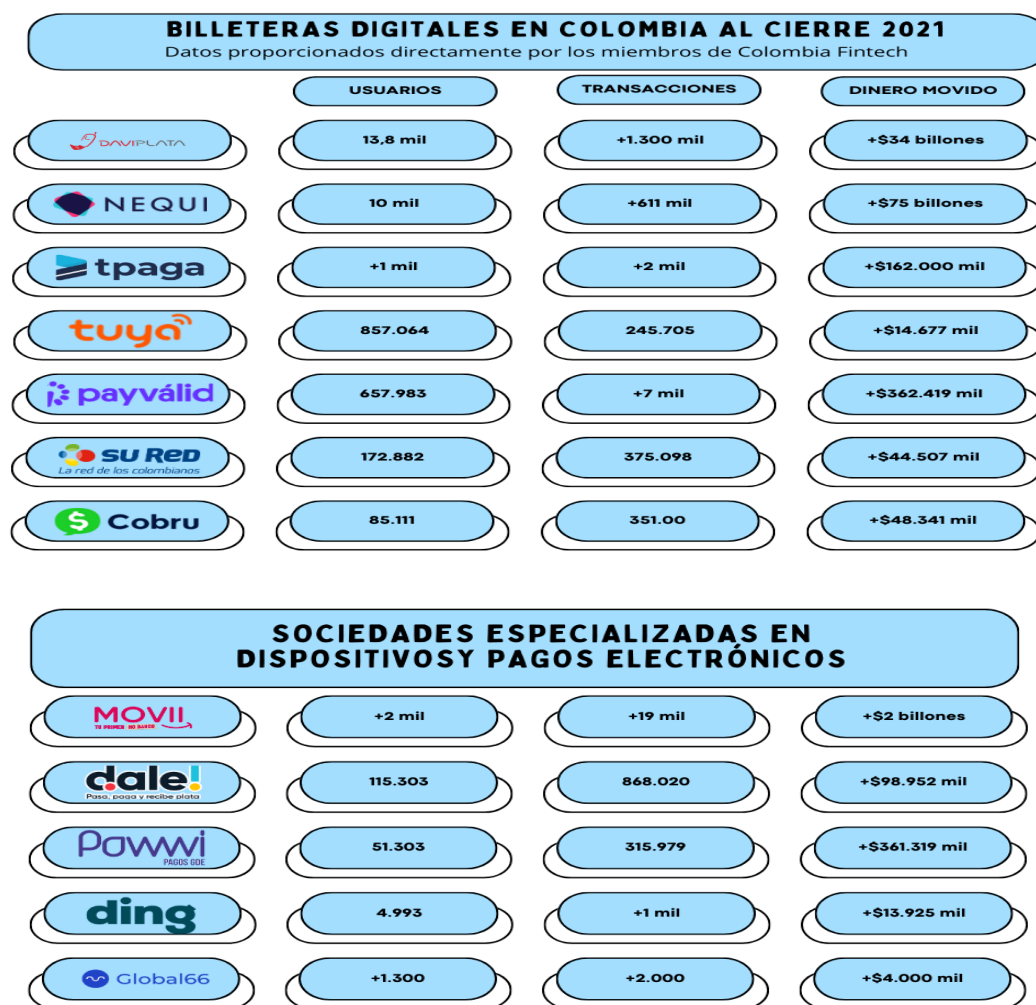 BILLETERAS DIGITALES EN COLOMBIA AL CIERRE 2021
Datos proporcionados directamente por los miembros de Colombia Fintech
USUARIOS TRANSACCIONES DINERO MOVIDO
DAVIPLATA 13,8 mil +1.300 mil +$34 billones
NEQUI 10 mil +611 mil +$75 billones
tpaga +1 mil +2 mil +$162.000 mil
tuya 857.064 245.705 +$14.677 mil
payválid 657.983 +7 mil +$362.419 mil
SU RED 172.882 375.098 +$44.507 mil
La red de los colombianos
$ Cobru 85.111 351.00 +$48.341 mil
SOCIEDADES ESPECIALIZADAS EN
DISPOSITIVOSY PAGOS ELECTRÓNICOS
MOVII +2 mil +19 mil +$2 billones
TU PRIMER NO BANCO
dale! 115.303 868.020 +$98.952 mil
Pasa, paga y recibe plata
Powwi 51.303 315.979 +$361.319 mil
PAGOS GDE
ding 4.993 +1 mil +$13.925 mil
Global66 +1.300 +2.000 +$4.000 mil